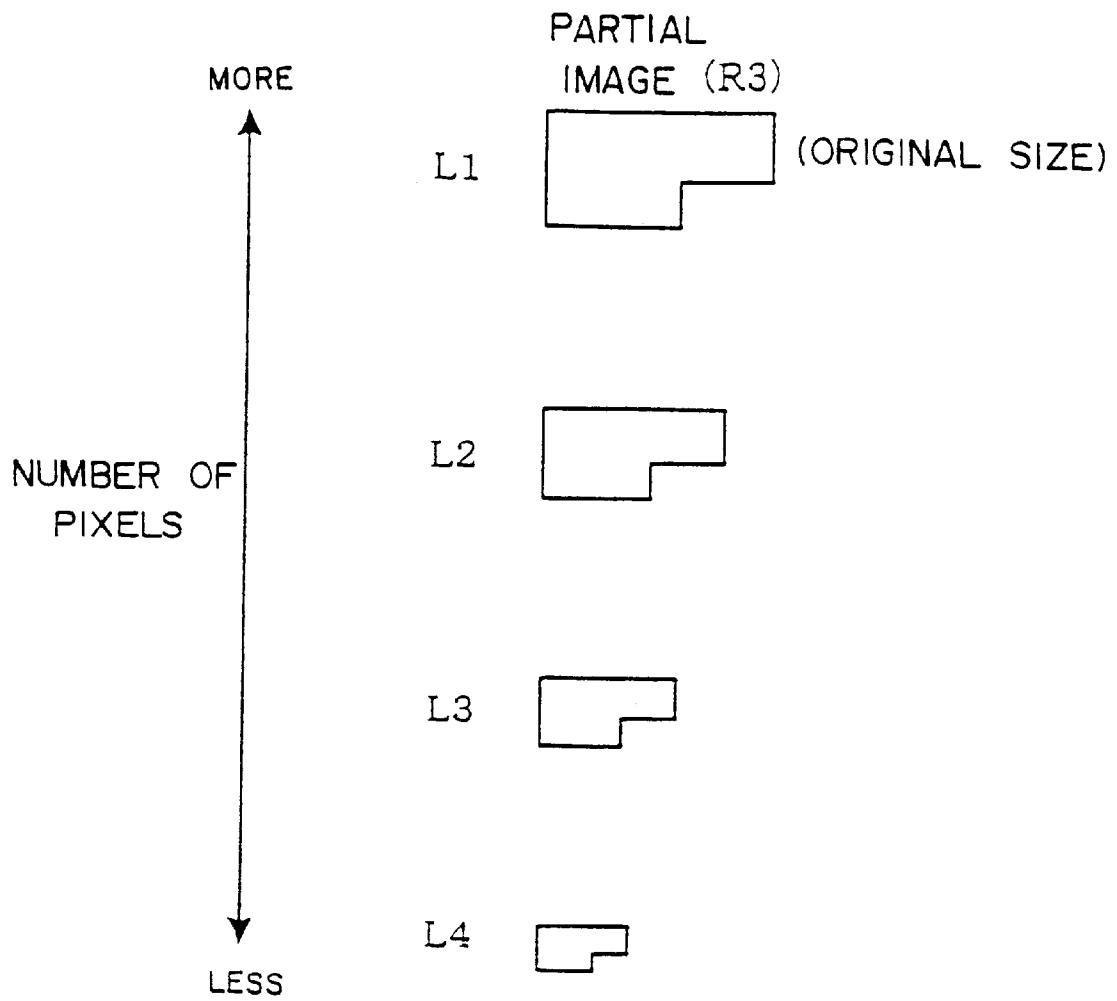 PARTIAL
IMAGE (R3)
MORE
L1
(ORIGINAL SIZE)
L2
NUMBER OF
PIXELS
L3
L4
LESS